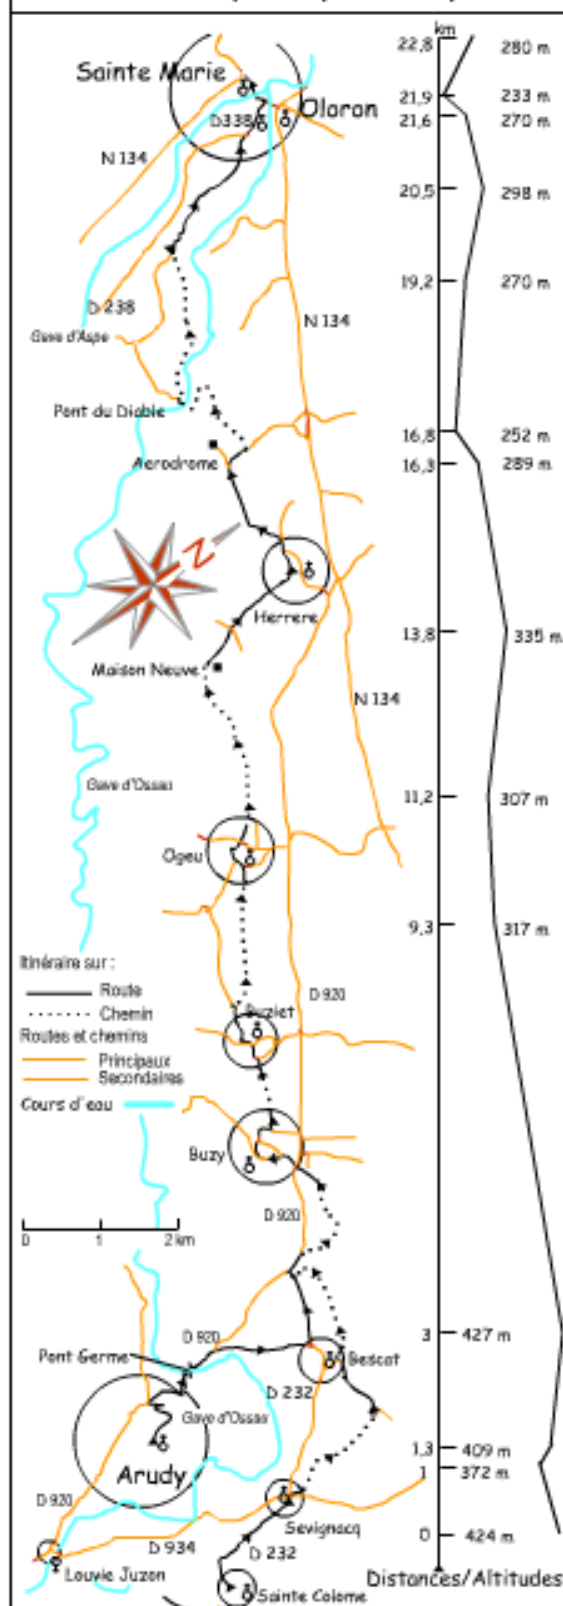 km
22,8
280 m
Sainte Marie
21,9
233 m
Oloron
21,6
270 m
D338
N 134
20,5
298 m
19,2
270 m
D 238
N 134
Gave d'Aspe
Pont du Diable
16,8
252 m
Aerodrome
16,3
289 m
N
Herrere
13,8
335 m
Maison Neuve
N 134
Gave d'Ossau
11,2
307 m
Ogeu
9,3
317 m
Itinéraire sur :
Route
D 920
Chemin
Buziet
Routes et chemins
Principaux
Secondaires
Cours d'eau
Buzy
D 920
0 1 2 km
D 920
3
427 m
Pont Germe
Bescat
D 232
Gave d'Ossau
1,3
409 m
Arudy
1
372 m
D 920
Sevignacq
0
424 m
D 934
D 232
Louvie Juzon
Distances/Altitudes
Sainte Colome